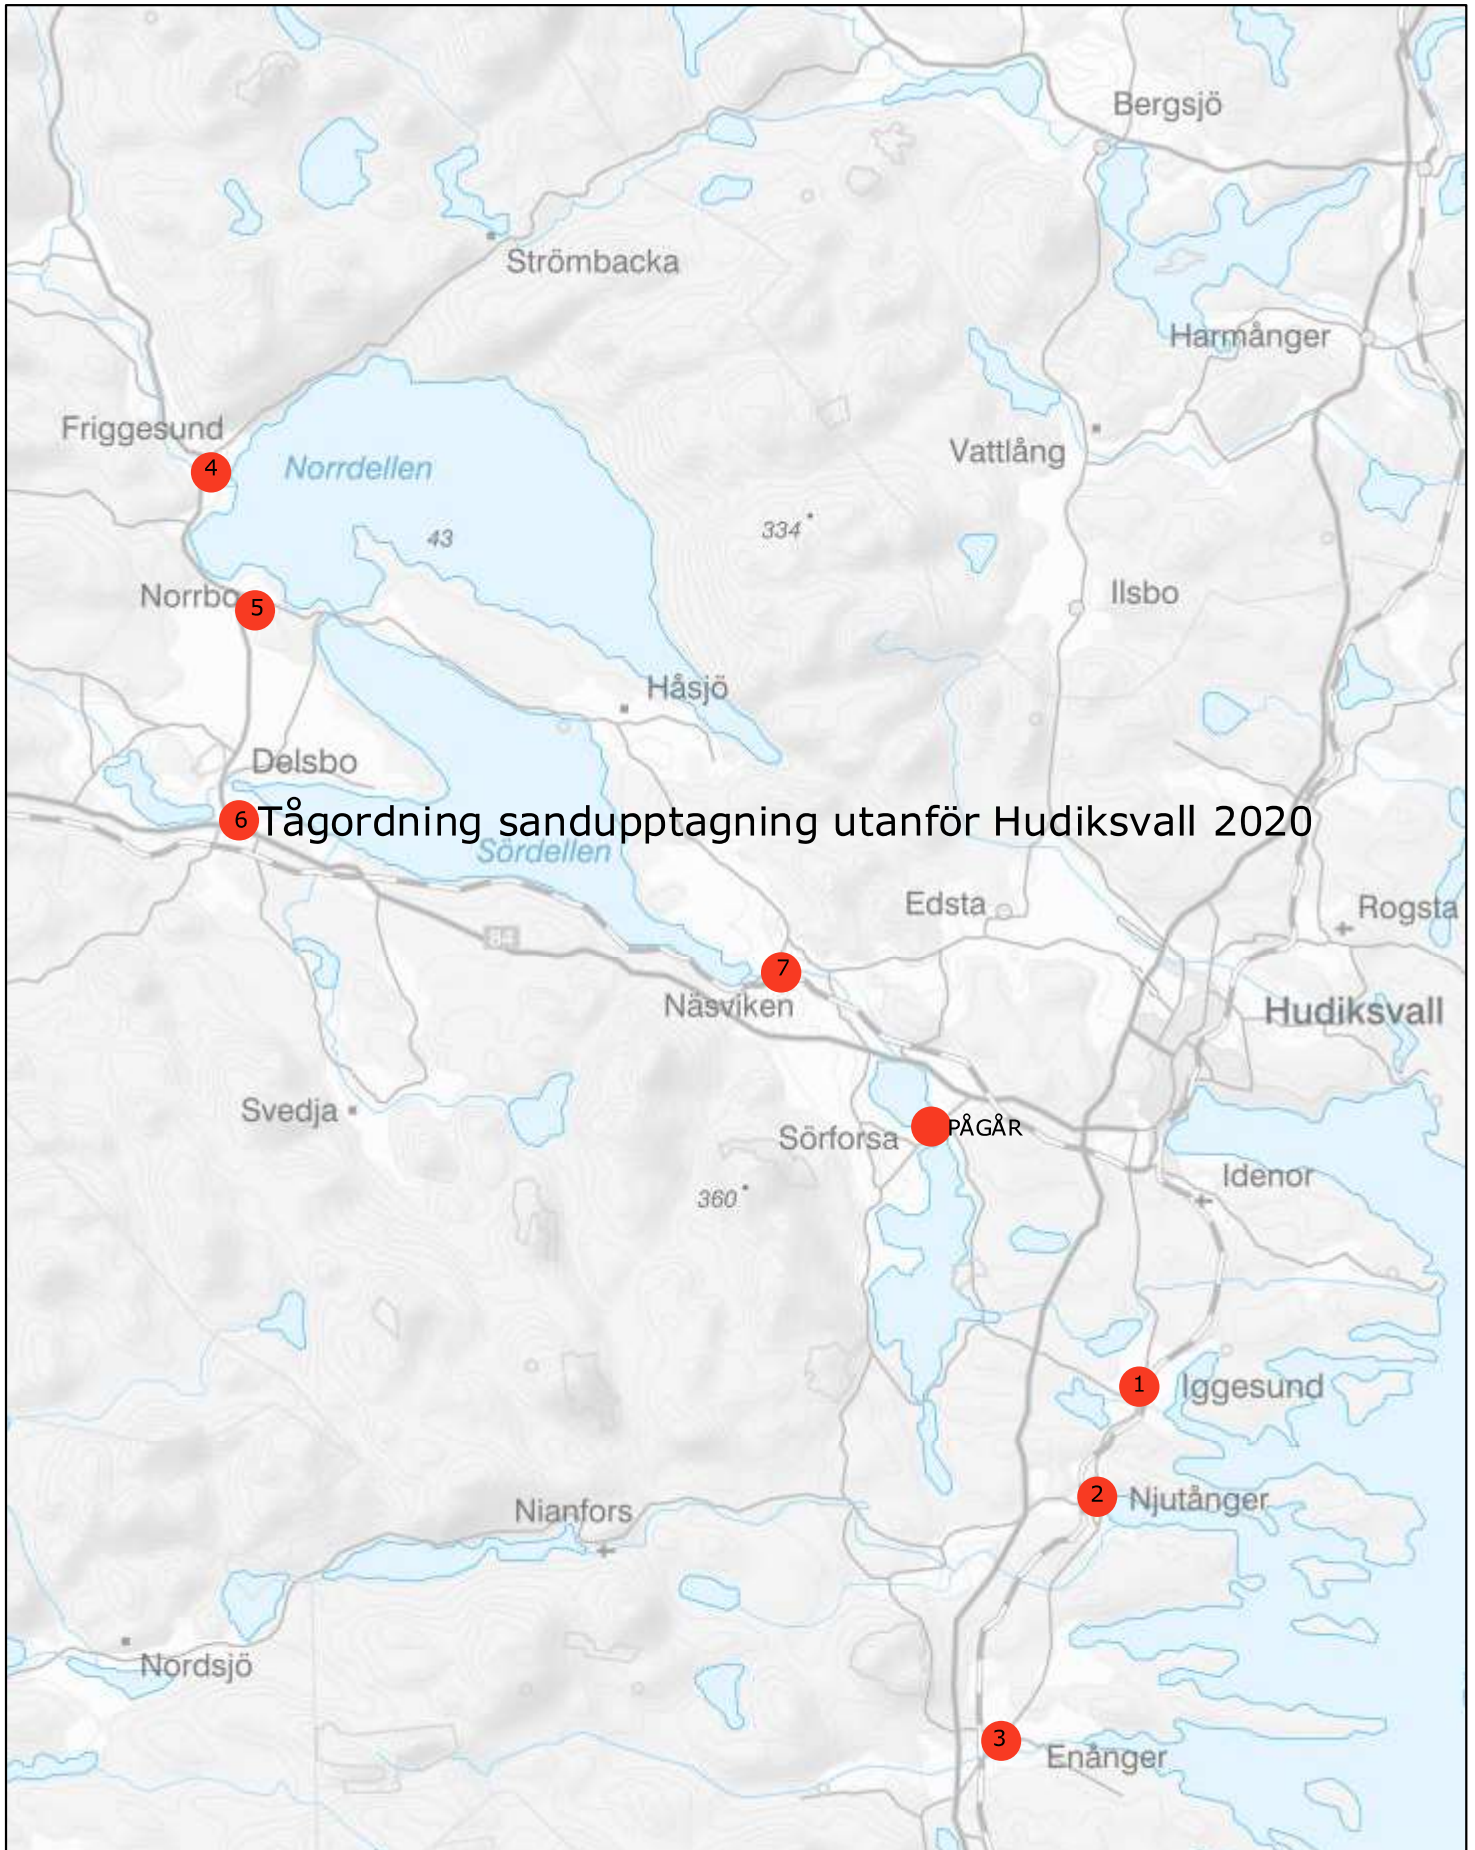 Bergsjö
Strömbacka
Harmånger
Friggesund
4
Norrdellen
Vattlång
334
43
Norrbo
5
Ilsbo
Håsjö
Delsbo
6
Tågordning sandupptagning utanför Hudiksvall 2020
Sördellen
Edsta
Rogsta
84
7
Näsviken
Hudiksvall
Svedja
Sörforsa
PÅGÅR
Idenor
360
1
Iggesund
2
Njutånger
Nianfors
Nordsjö
3
Enånger